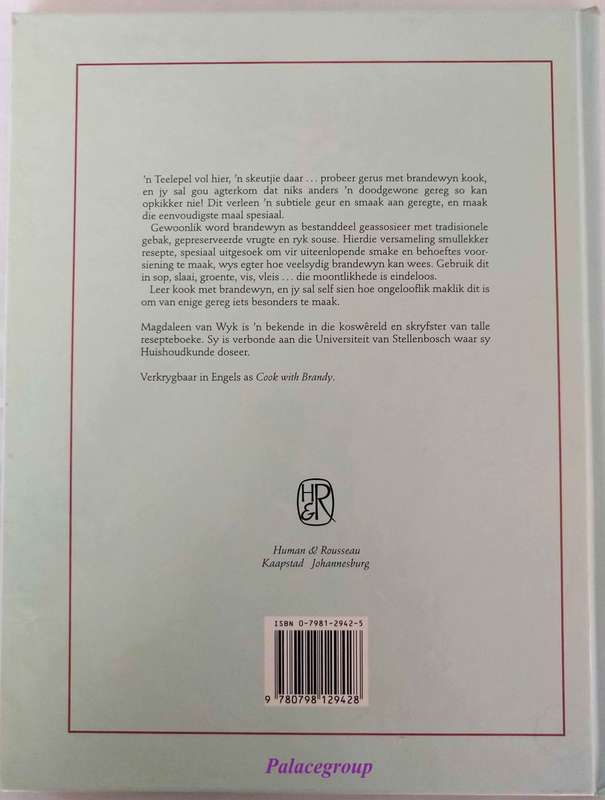 'n Teelepel vol hier, 'n skeutjie daar ... probeer gerus met brandewyn kook,
en jy sal gou agterkom dat niks anders 'n doodgewone gereg so kan
opkikker nie! Dit verleen 'n subtiele geur en smaak aan geregte, en maak
die eenvoudigste maal spesiaal.
Gewoonlik word brandewyn as bestanddeel geassosieer met tradisionele
gebak, gepreserveerde vrugte en ryk souse. Hierdie versameling smullekker
resepte, spesiaal uitgesoek om vir uiteenlopende smake en behoeftes voor-
siening te maak, wys egter hoe veelsydig brandewyn kan wees. Gebruik dit
in sop, slaai, groente, vis, vleis ... die moontlikhede is eindeloos.
Leer kook met brandewyn, en jy sal self sien hoe ongelooflik maklik dit is
om van enige gereg iets besonders te maak.
Magdaleen van Wyk is 'n bekende in die koswêreld en skryfster van talle
resepteboeke. Sy is verbonde aan die Universiteit van Stellenbosch waar sy
Huishoudkunde doseer.
Verkrygbaar in Engels as Cook with Brandy.
H&R
Human & Rousseau
Kaapstad Johannesburg
ISBN 0-7981-2942-5
9 780798 129428
Palacegroup